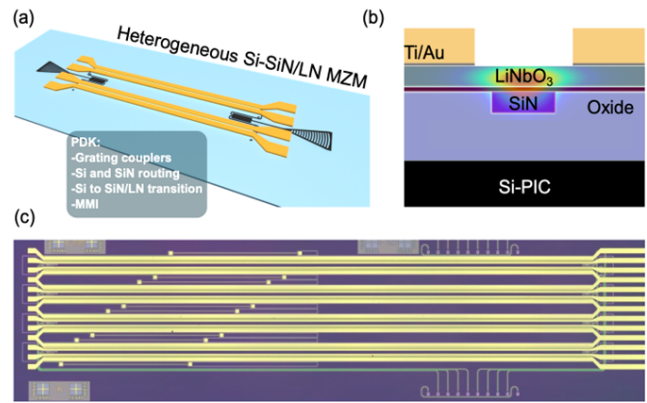 (a)
Heterogeneous Si-SiN/LN MZM
PDK:
-Grating couplers
-Si and SiN routing
-Si to SiN/LN transition
-MMI
(b)
Ti/Au
LiNbO3
SiN
Oxide
Si-PIC
(c)